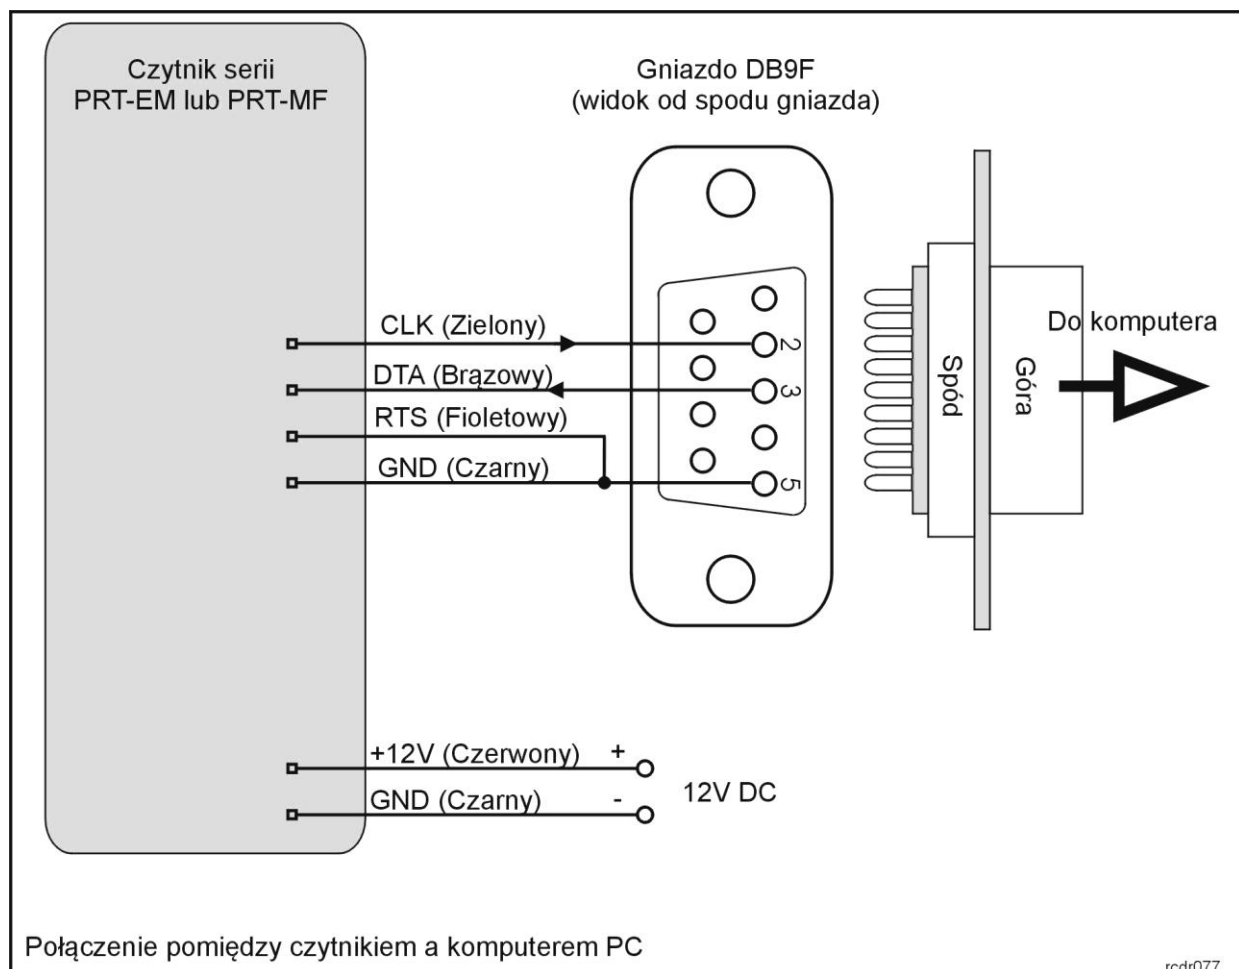 Czytnik serii
PRT-EM lub PRT-MF
Gniazdo DB9F
(widok od spodu gniazda)
CLK (Zielony)
DTA (Brązowy)
RTS (Fioletowy)
GND (Czarny)
2
3
5
Spód
Góra
Do komputera
+12V (Czerwony) +
GND (Czarny) -
12V DC
Połączenie pomiędzy czytnikiem a komputerem PC
rcdr077